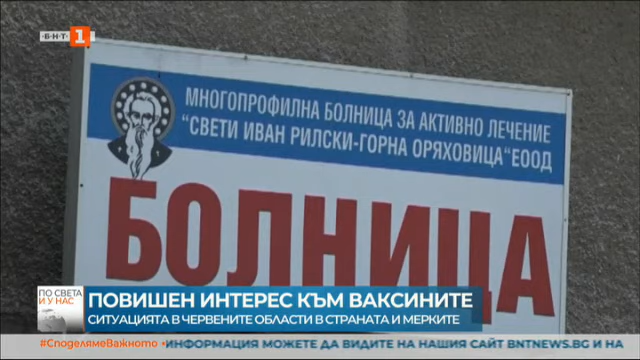 БНТ 1
МНОГОПРОФИЛНА БОЛНИЦА ЗА АКТИВНО ЛЕЧЕНИЕ
“СВЕТИ ИВАН РИЛСКИ-ГОРНА ОРЯХОВИЦА“ЕООД
БОЛНИЦА
ПО СВЕТА
И У НАС
ПОВИШЕН ИНТЕРЕС КЪМ ВАКСИНИТЕ
СИТУАЦИЯТА В ЧЕРВЕНИТЕ ОБЛАСТИ В СТРАНАТА И МЕРКИТЕ
#СподелямеВажното ИНФОРМАЦИЯ МОЖЕТЕ ДА ВИДИТЕ НА НАШИЯ САЙТ BNTNEWS.BG И НА